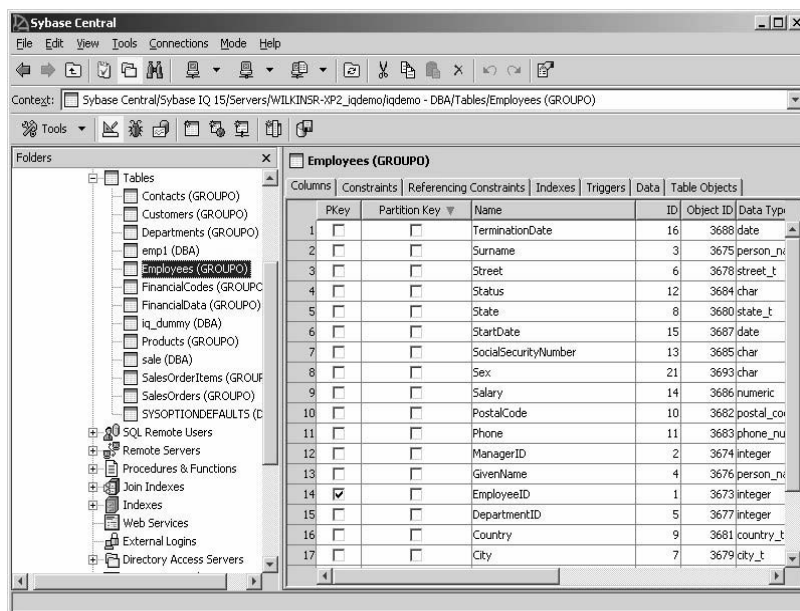 Sybase Central
File Edit View Tools Connections Mode Help
Context: Sybase Central/Sybase IQ 15/Servers/WILKINSR-XP2_iqdemo/iqdemo - DBA/Tables/Employees (GROUPO)
Tools
Folders
Tables
Contacts (GROUPO)
Customers (GROUPO)
Departments (GROUPO)
emp1 (DBA)
Employees (GROUPO)
FinancialCodes (GROUPO
FinancialData (GROUPO)
iq_dummy (DBA)
Products (GROUPO)
sale (DBA)
SalesOrderItems (GROUP
SalesOrders (GROUPO)
SYSOPTIONDEFAULTS (D
SQL Remote Users
Remote Servers
Procedures & Functions
Join Indexes
Indexes
Web Services
External Logins
Directory Access Servers
Employees (GROUPO)
Columns Constraints Referencing Constraints Indexes Triggers Data Table Objects
PKey Partition Key Name ID Object ID Data Typ
1 TerminationDate 16 3688 date
2 Surname 3 3675 person_na
3 Street 6 3678 street_t
4 Status 12 3684 char
5 State 8 3680 state_t
6 StartDate 15 3687 date
7 SocialSecurityNumber 13 3685 char
8 Sex 21 3693 char
9 Salary 14 3686 numeric
10 PostalCode 10 3682 postal_co
11 Phone 11 3683 phone_nu
12 ManagerID 2 3674 integer
13 GivenName 4 3676 person_na
14 EmployeeID 1 3673 integer
15 DepartmentID 5 3677 integer
16 Country 9 3681 country_t
17 City 7 3679 city_t